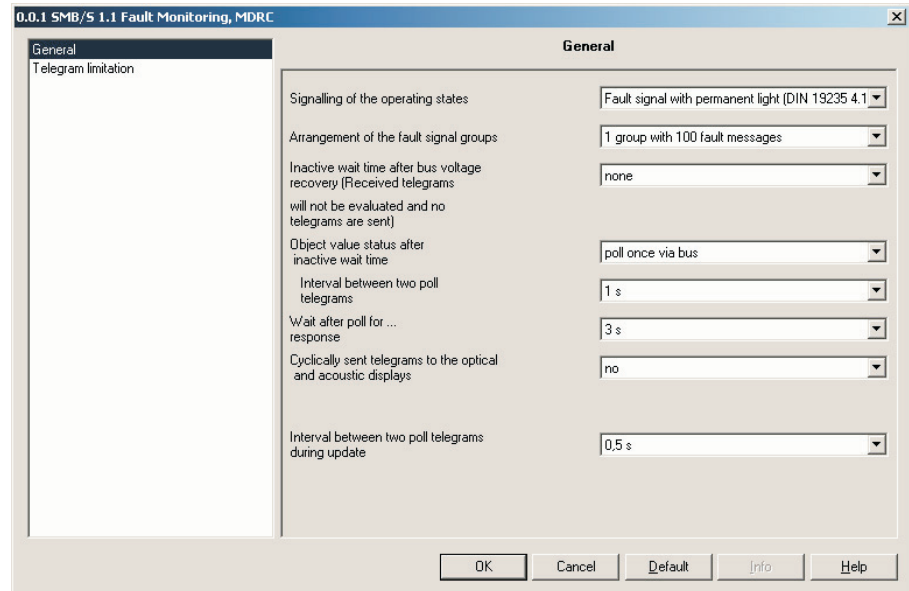 0.0.1 SMB/S 1.1 Fault Monitoring, MDRC
General
Telegram limitation
General
Signalling of the operating states
Fault signal with permanent light (DIN 19235 4.1
Arrangement of the fault signal groups
1 group with 100 fault messages
Inactive wait time after bus voltage
recovery (Received telegrams
none
will not be evaluated and no
telegrams are sent)
Object value status after
inactive wait time
poll once via bus
Interval between two poll
telegrams
1 s
Wait after poll for ...
response
3 s
Cyclically sent telegrams to the optical
and acoustic displays
no
Interval between two poll telegrams
during update
0,5 s
OK
Cancel
Default
Info
Help